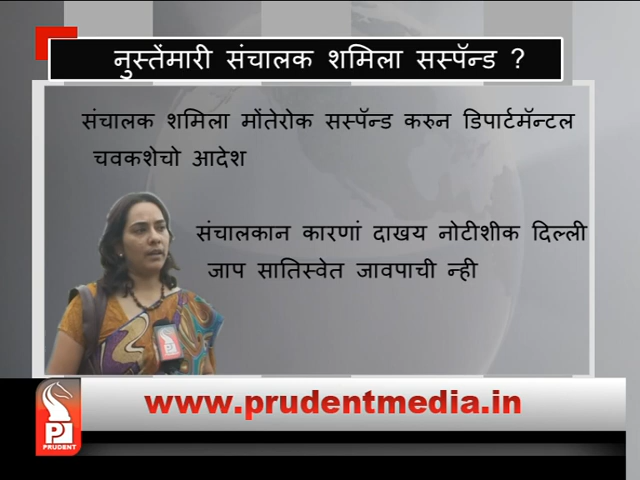 नुस्तेंमारी संचालक शमिला सस्पॅन्ड ?
संचालक शमिला मोंतेरोक सस्पॅन्ड करुन डिपार्टमॅन्टल
चवकशेचो आदेश
संचालकान कारणां दाखय नोटीशीक दिल्ली
जाप सातिस्वेत जावपाची न्ही
www.prudentmedia.in
PRUDENT